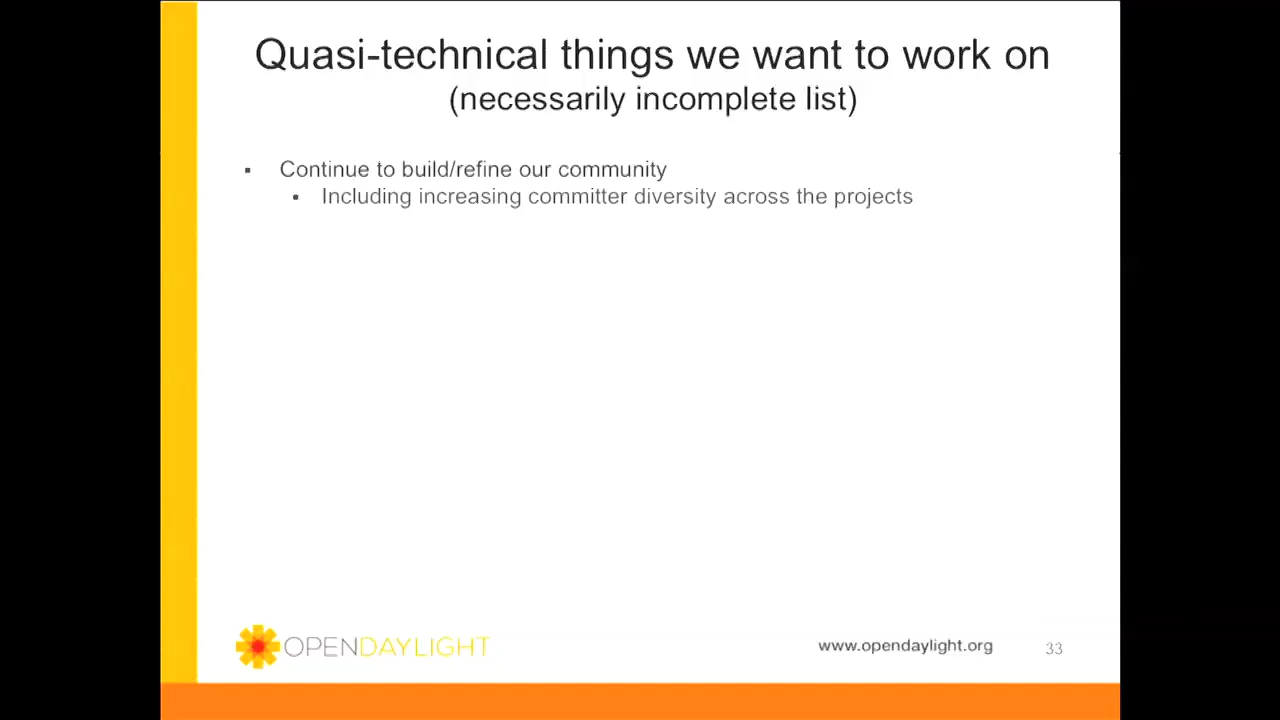 Quasi-technical things we want to work on
(necessarily incomplete list)
▪ Continue to build/refine our community
▪ Including increasing committer diversity across the projects
OPENDAYLIGHT
www.opendaylight.org
33